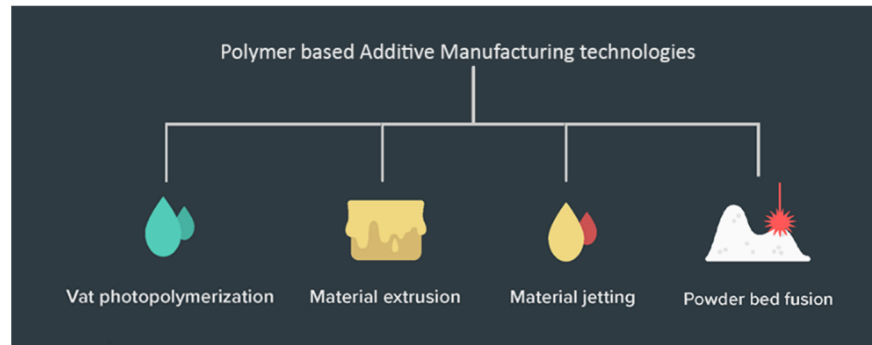 Polymer based Additive Manufacturing technologies
Vat photopolymerization
Material extrusion
Material jetting
Powder bed fusion